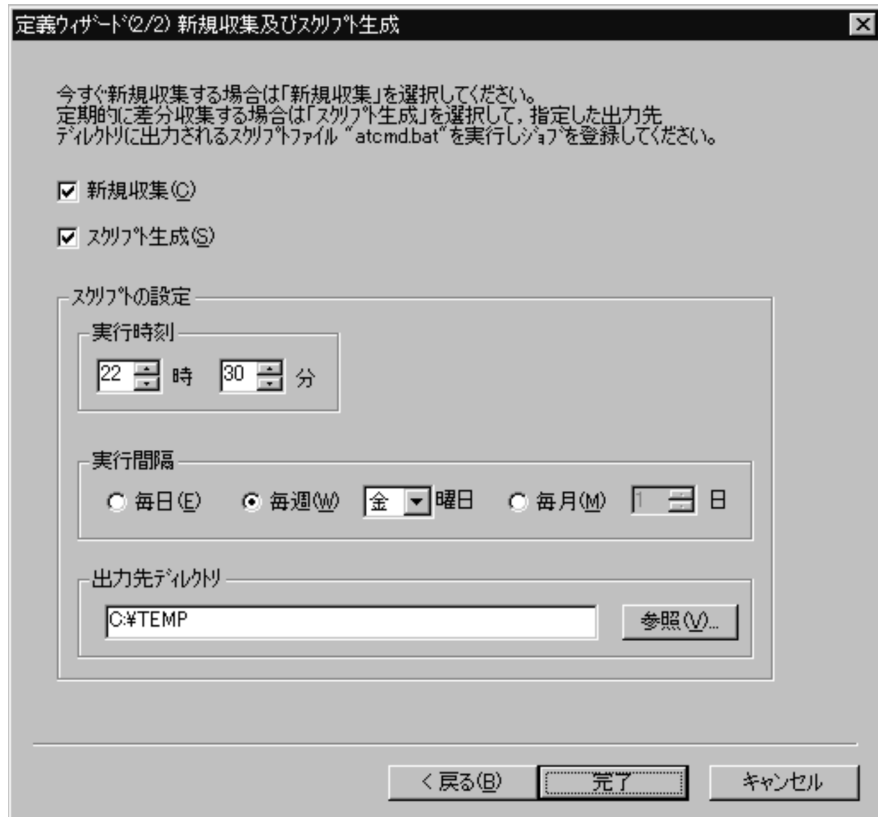 定義ｳｨｻﾞｰﾄﾞ(2/2) 新規収集及びｽｸﾘﾌﾟﾄ生成
今すぐ新規収集する場合は「新規収集」を選択してください。
定期的に差分収集する場合は「ｽｸﾘﾌﾟﾄ生成」を選択して，指定した出力先
ﾃﾞｨﾚｸﾄﾘに出力されるｽｸﾘﾌﾟﾄﾌｧｲﾙ “atcmd.bat”を実行しｼﾞｮﾌﾞを登録してください。
新規収集(C)
ｽｸﾘﾌﾟﾄ生成(S)
ｽｸﾘﾌﾟﾄの設定
実行時刻
22 時 30 分
実行間隔
毎日(E) 毎週(W) 金 曜日 毎月(M) 1 日
出力先ﾃﾞｨﾚｸﾄﾘ
C:¥TEMP 参照(V)...
< 戻る(B) 完了 ｷｬﾝｾﾙ